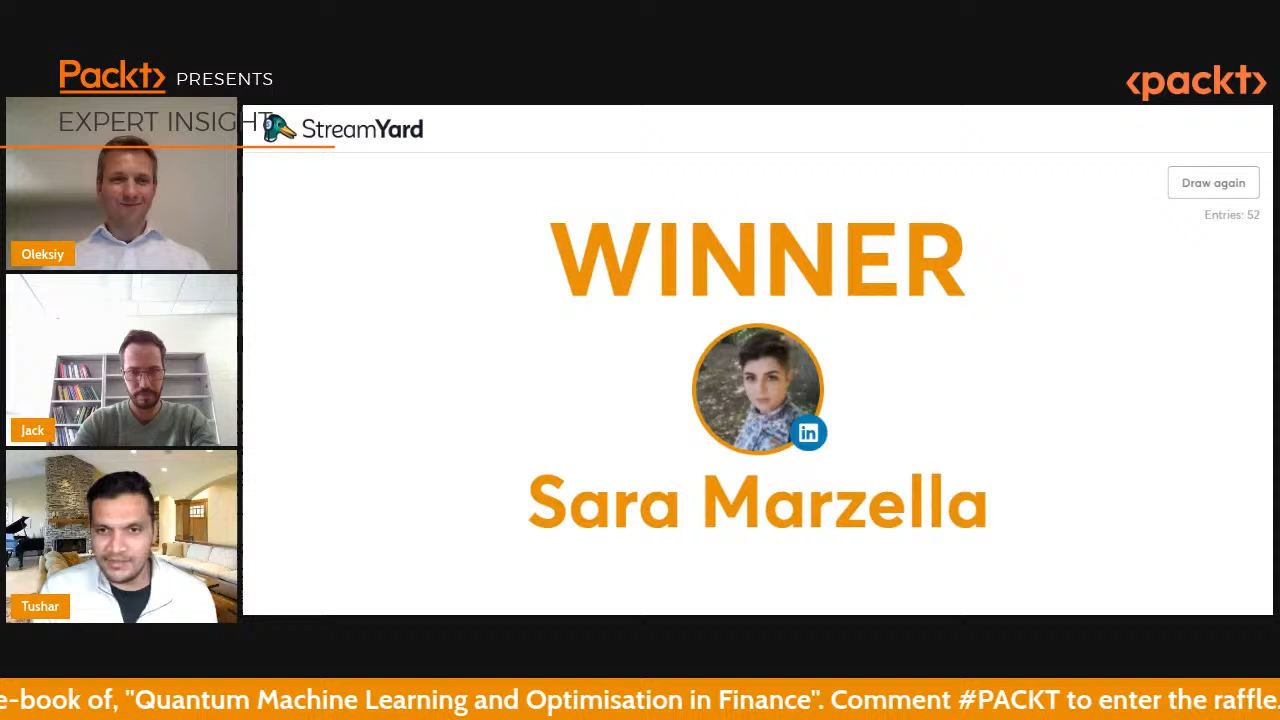 Packt> PRESENTS
<packt>
EXPERT INSIGHT
StreamYard
Draw again
Entries: 52
WINNER
in
Sara Marzella
Oleksiy
Jack
Tushar
e-book of, "Quantum Machine Learning and Optimisation in Finance". Comment #PACKT to enter the raffle.